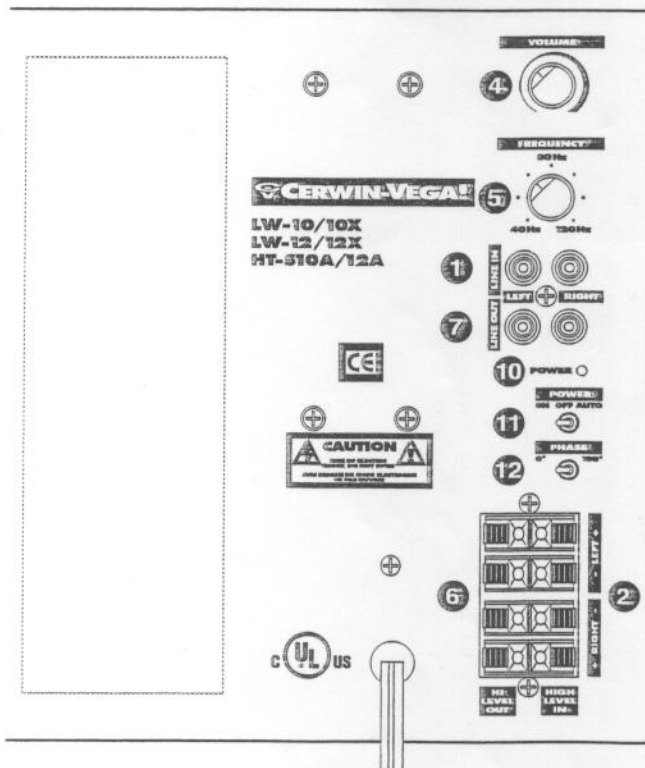 VOLUME
4
FREQUENCY
5
40Hz 120Hz
CERWIN-VEGA!
LW-10/10X
LW-12/12X
HT-S10A/12A
1 LINE IN
LEFT RIGHT
7 LINE OUT
10 POWER
CE
POWER
ON OFF AUTO
11
PHASE
12 0° 180°
CAUTION
6
LEFT + -
2
+ RIGHT -
C UL US
HI LEVEL OUT
HIGH LEVEL IN